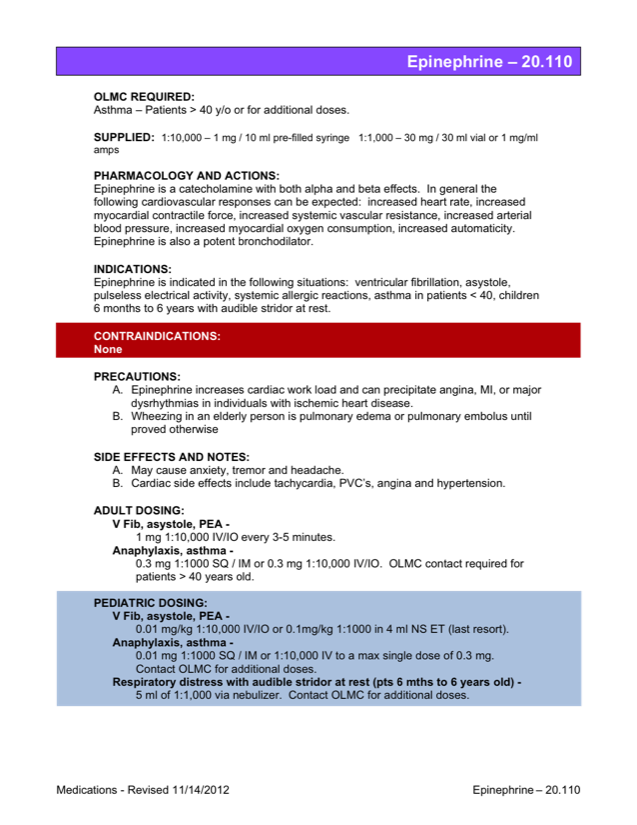 Epinephrine – 20.110
OLMC REQUIRED:
Asthma – Patients > 40 y/o or for additional doses.
SUPPLIED: 1:10,000 – 1 mg / 10 ml pre-filled syringe 1:1,000 – 30 mg / 30 ml vial or 1 mg/ml
amps
PHARMACOLOGY AND ACTIONS:
Epinephrine is a catecholamine with both alpha and beta effects. In general the
following cardiovascular responses can be expected: increased heart rate, increased
myocardial contractile force, increased systemic vascular resistance, increased arterial
blood pressure, increased myocardial oxygen consumption, increased automaticity.
Epinephrine is also a potent bronchodilator.
INDICATIONS:
Epinephrine is indicated in the following situations: ventricular fibrillation, asystole,
pulseless electrical activity, systemic allergic reactions, asthma in patients < 40, children
6 months to 6 years with audible stridor at rest.
CONTRAINDICATIONS:
None
PRECAUTIONS:
A. Epinephrine increases cardiac work load and can precipitate angina, MI, or major
dysrhythmias in individuals with ischemic heart disease.
B. Wheezing in an elderly person is pulmonary edema or pulmonary embolus until
proved otherwise
SIDE EFFECTS AND NOTES:
A. May cause anxiety, tremor and headache.
B. Cardiac side effects include tachycardia, PVC's, angina and hypertension.
ADULT DOSING:
V Fib, asystole, PEA -
1 mg 1:10,000 IV/IO every 3-5 minutes.
Anaphylaxis, asthma -
0.3 mg 1:1000 SQ / IM or 0.3 mg 1:10,000 IV/IO. OLMC contact required for
patients > 40 years old.
PEDIATRIC DOSING:
V Fib, asystole, PEA -
0.01 mg/kg 1:10,000 IV/IO or 0.1mg/kg 1:1000 in 4 ml NS ET (last resort).
Anaphylaxis, asthma -
0.01 mg 1:1000 SQ / IM or 1:10,000 IV to a max single dose of 0.3 mg.
Contact OLMC for additional doses.
Respiratory distress with audible stridor at rest (pts 6 mths to 6 years old) -
5 ml of 1:1,000 via nebulizer. Contact OLMC for additional doses.
Medications - Revised 11/14/2012 Epinephrine – 20.110